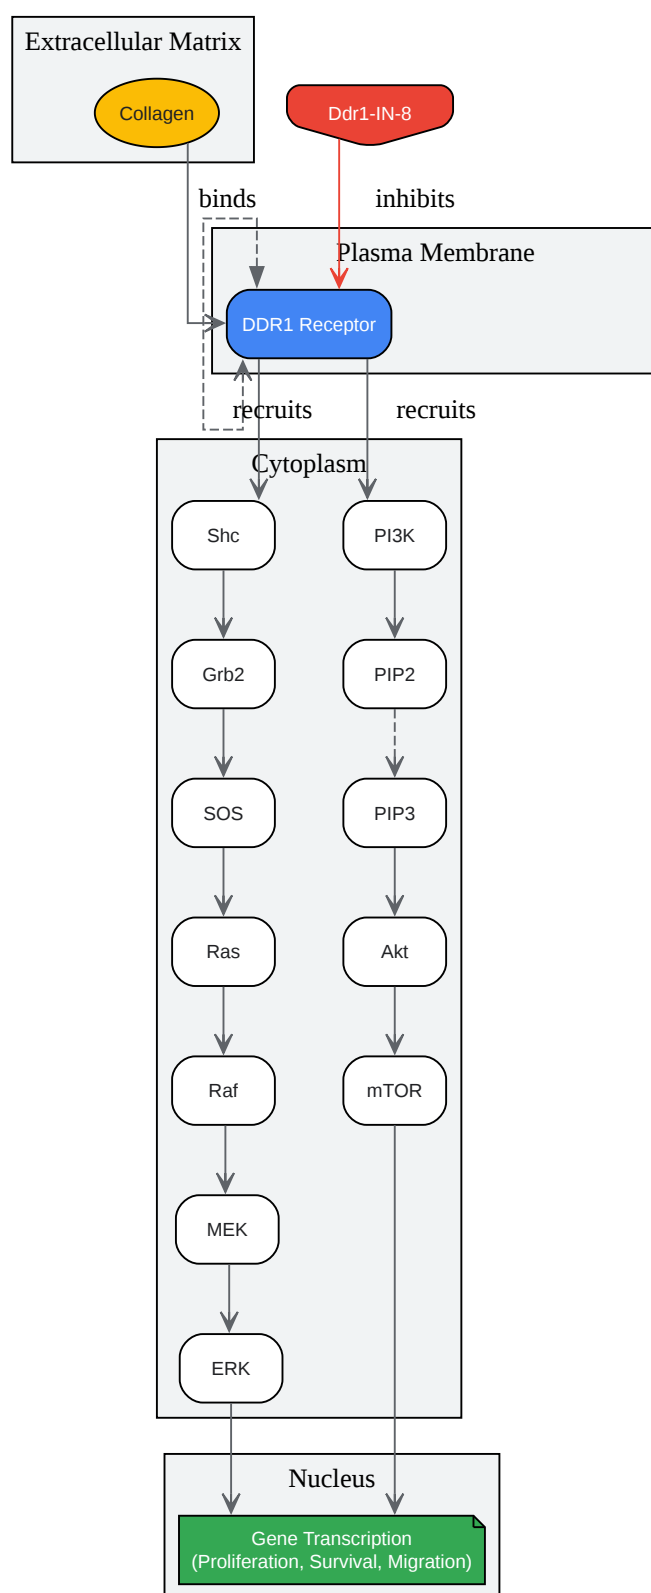 Extracellular Matrix
Collagen
Ddr1-IN-8
binds
inhibits
Plasma Membrane
DDR1 Receptor
recruits
recruits
Cytoplasm
Shc
PI3K
Grb2
PIP2
SOS
PIP3
Ras
Akt
Raf
mTOR
MEK
ERK
Nucleus
Gene Transcription
(Proliferation, Survival, Migration)